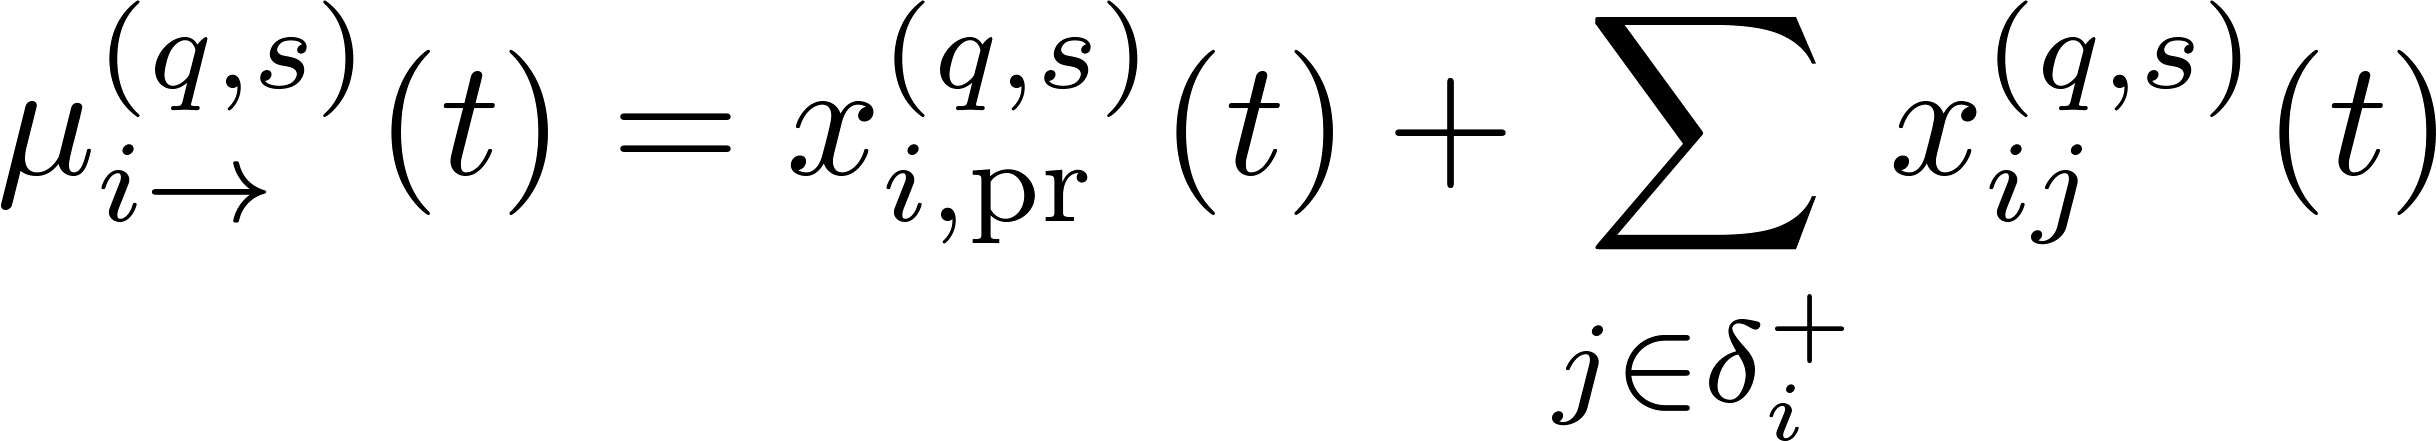 μ_{i→}^{(q,s)}(t) = x_{i,pr}^{(q,s)}(t) + ∑_{j∈δ_i^+} x_{ij}^{(q,s)}(t)